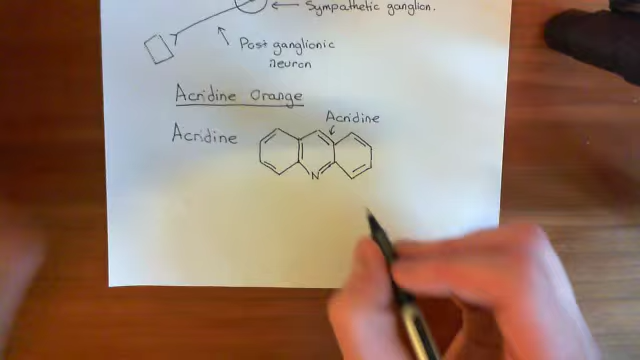 Sympathetic ganglion.
Post ganglionic
neuron
Acridine Orange
Acridine
Acridine
N